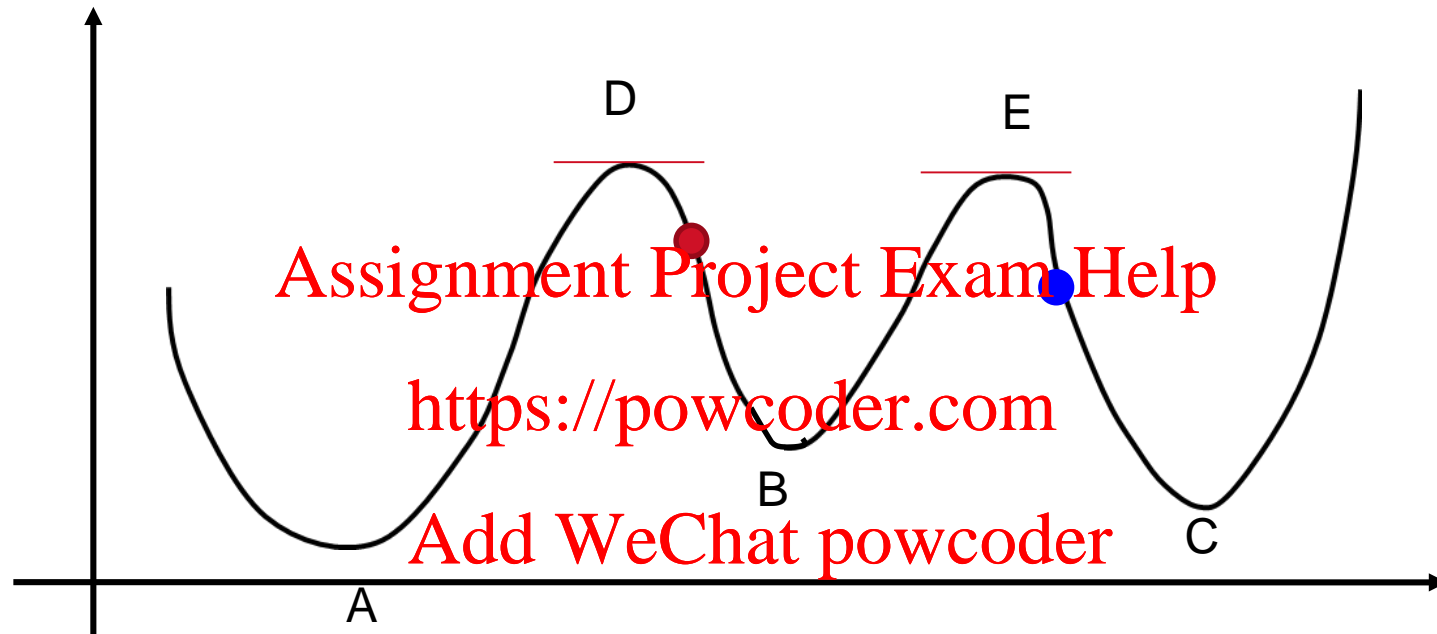 D
E
Assignment Project Exam Help
https://powcoder.com
B
Add WeChat powcoder
C
A